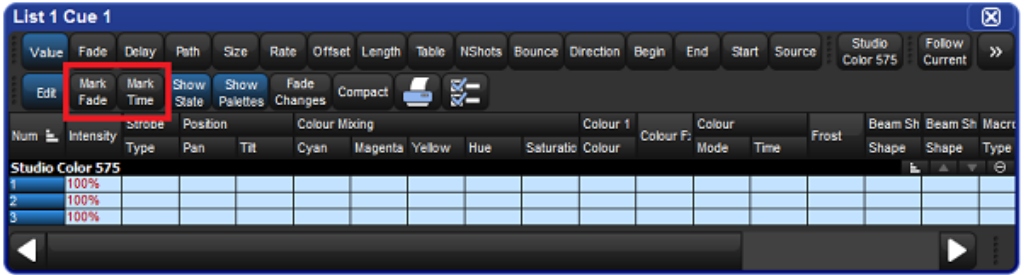 List 1 Cue 1
Value Fade Delay Path Size Rate Offset Length Table NShots Bounce Direction Begin End Start Source Studio Color 575 Follow Current »
Edit Mark Fade Mark Time Show State Show Palettes Fade Changes Compact
Num Intensity Strobe Position Colour Mixing Colour 1 Colour F: Colour Frost Beam Sh Beam Sh Macro
Type Pan Tilt Cyan Magenta Yellow Hue Saturatic Colour Mode Time Shape Shape Type
Studio Color 575
1 100%
2 100%
3 100%